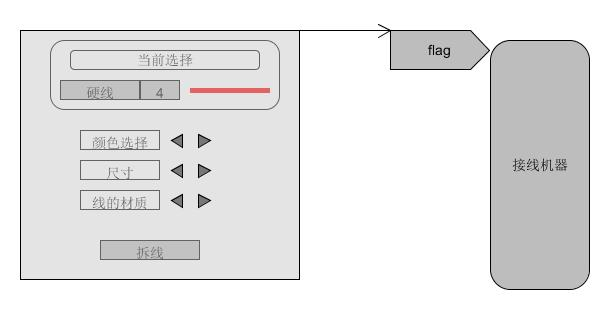 当前选择
硬线 4
颜色选择
尺寸
线的材质
拆线
flag
接线机器